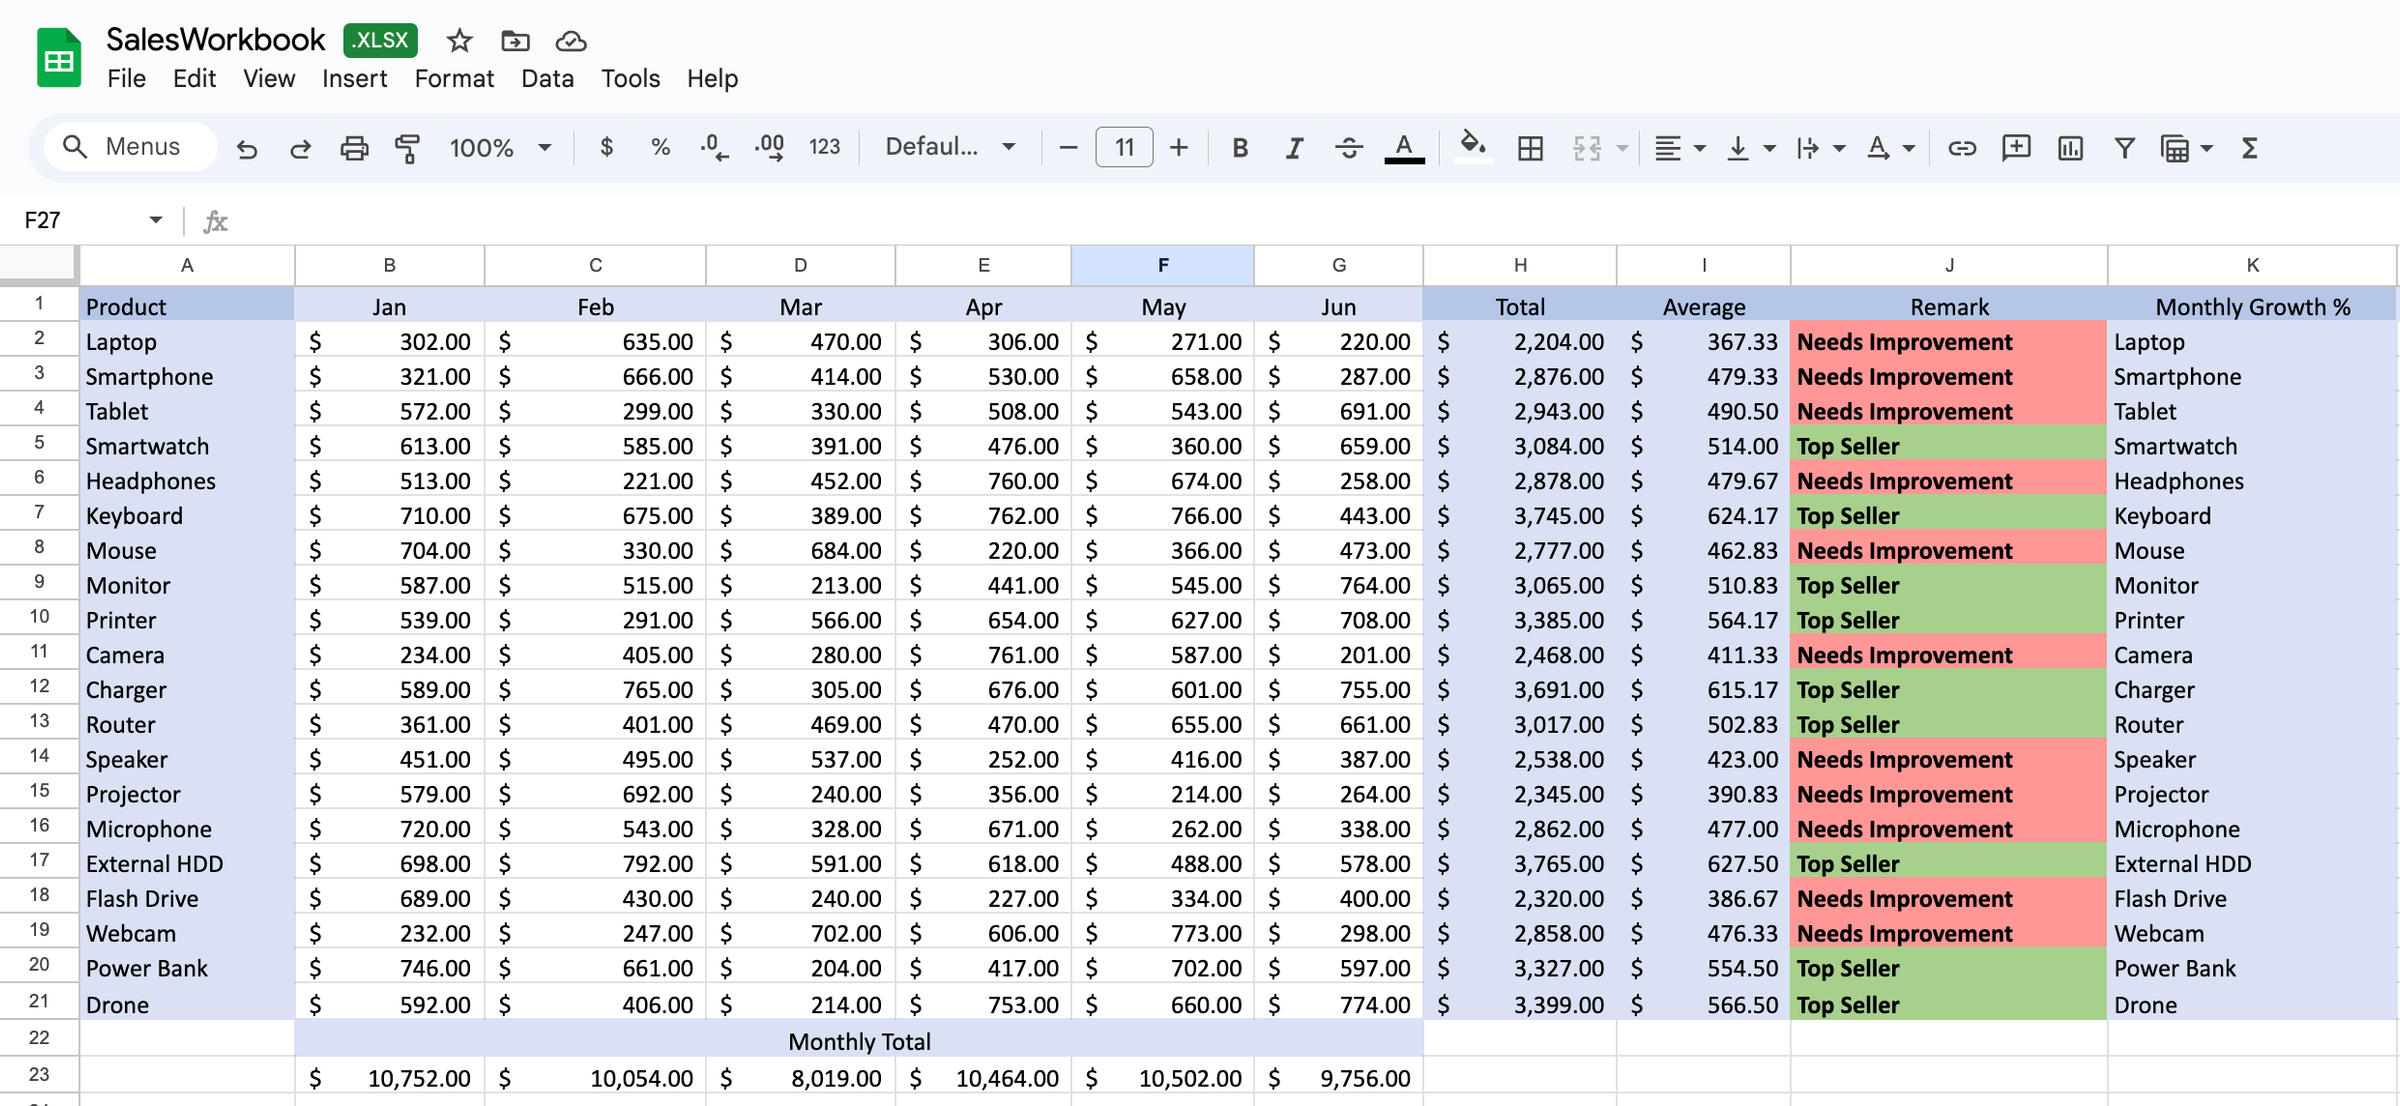 SalesWorkbook .XLSX
File Edit View Insert Format Data Tools Help
Menus 100% $ % .0 .00 123 Defaul... 11 B I S A A Σ
F27 fx
A B C D E F G H I J K
1 Product Jan Feb Mar Apr May Jun Total Average Remark Monthly Growth %
2 Laptop $ 302.00 $ 635.00 $ 470.00 $ 306.00 $ 271.00 $ 220.00 $ 2,204.00 $ 367.33 Needs Improvement Laptop
3 Smartphone $ 321.00 $ 666.00 $ 414.00 $ 530.00 $ 658.00 $ 287.00 $ 2,876.00 $ 479.33 Needs Improvement Smartphone
4 Tablet $ 572.00 $ 299.00 $ 330.00 $ 508.00 $ 543.00 $ 691.00 $ 2,943.00 $ 490.50 Needs Improvement Tablet
5 Smartwatch $ 613.00 $ 585.00 $ 391.00 $ 476.00 $ 360.00 $ 659.00 $ 3,084.00 $ 514.00 Top Seller Smartwatch
6 Headphones $ 513.00 $ 221.00 $ 452.00 $ 760.00 $ 674.00 $ 258.00 $ 2,878.00 $ 479.67 Needs Improvement Headphones
7 Keyboard $ 710.00 $ 675.00 $ 389.00 $ 762.00 $ 766.00 $ 443.00 $ 3,745.00 $ 624.17 Top Seller Keyboard
8 Mouse $ 704.00 $ 330.00 $ 684.00 $ 220.00 $ 366.00 $ 473.00 $ 2,777.00 $ 462.83 Needs Improvement Mouse
9 Monitor $ 587.00 $ 515.00 $ 213.00 $ 441.00 $ 545.00 $ 764.00 $ 3,065.00 $ 510.83 Top Seller Monitor
10 Printer $ 539.00 $ 291.00 $ 566.00 $ 654.00 $ 627.00 $ 708.00 $ 3,385.00 $ 564.17 Top Seller Printer
11 Camera $ 234.00 $ 405.00 $ 280.00 $ 761.00 $ 587.00 $ 201.00 $ 2,468.00 $ 411.33 Needs Improvement Camera
12 Charger $ 589.00 $ 765.00 $ 305.00 $ 676.00 $ 601.00 $ 755.00 $ 3,691.00 $ 615.17 Top Seller Charger
13 Router $ 361.00 $ 401.00 $ 469.00 $ 470.00 $ 655.00 $ 661.00 $ 3,017.00 $ 502.83 Top Seller Router
14 Speaker $ 451.00 $ 495.00 $ 537.00 $ 252.00 $ 416.00 $ 387.00 $ 2,538.00 $ 423.00 Needs Improvement Speaker
15 Projector $ 579.00 $ 692.00 $ 240.00 $ 356.00 $ 214.00 $ 264.00 $ 2,345.00 $ 390.83 Needs Improvement Projector
16 Microphone $ 720.00 $ 543.00 $ 328.00 $ 671.00 $ 262.00 $ 338.00 $ 2,862.00 $ 477.00 Needs Improvement Microphone
17 External HDD $ 698.00 $ 792.00 $ 591.00 $ 618.00 $ 488.00 $ 578.00 $ 3,765.00 $ 627.50 Top Seller External HDD
18 Flash Drive $ 689.00 $ 430.00 $ 240.00 $ 227.00 $ 334.00 $ 400.00 $ 2,320.00 $ 386.67 Needs Improvement Flash Drive
19 Webcam $ 232.00 $ 247.00 $ 702.00 $ 606.00 $ 773.00 $ 298.00 $ 2,858.00 $ 476.33 Needs Improvement Webcam
20 Power Bank $ 746.00 $ 661.00 $ 204.00 $ 417.00 $ 702.00 $ 597.00 $ 3,327.00 $ 554.50 Top Seller Power Bank
21 Drone $ 592.00 $ 406.00 $ 214.00 $ 753.00 $ 660.00 $ 774.00 $ 3,399.00 $ 566.50 Top Seller Drone
22 Monthly Total
23 $ 10,752.00 $ 10,054.00 $ 8,019.00 $ 10,464.00 $ 10,502.00 $ 9,756.00